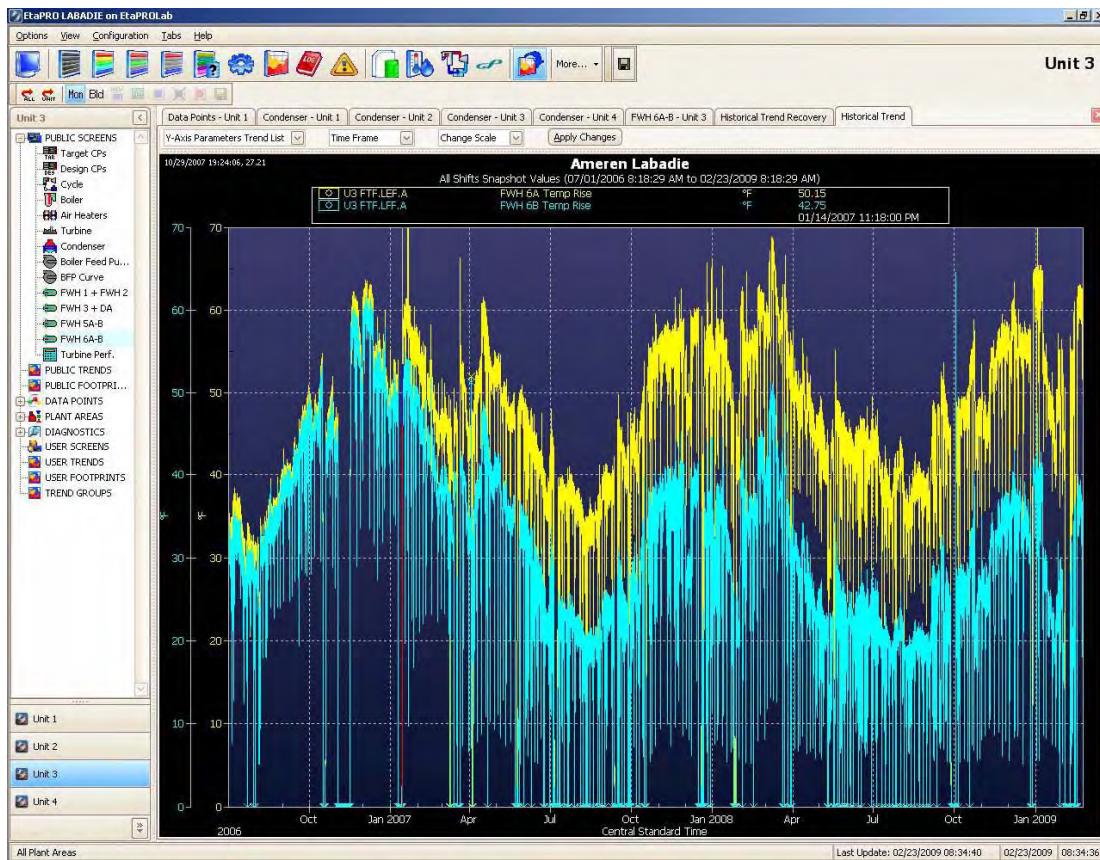 EtaPRO LABADIE on EtaPROLab
Options View Configuration Tabs Help
More...
Unit 3
ALL UNIT Mon Bld
Unit 3
Data Points - Unit 1 Condenser - Unit 1 Condenser - Unit 2 Condenser - Unit 3 Condenser - Unit 4 FWH 6A-B - Unit 3 Historical Trend Recovery Historical Trend
Y-Axis Parameters Trend List Time Frame Change Scale Apply Changes
PUBLIC SCREENS
Target CPs
Design CPs
Cycle
Boiler
Air Heaters
Turbine
Condenser
Boiler Feed Pu...
BFP Curve
FWH 1 + FWH 2
FWH 3 + DA
FWH 5A-B
FWH 6A-B
Turbine Perf.
PUBLIC TRENDS
PUBLIC FOOTPRI...
DATA POINTS
PLANT AREAS
DIAGNOSTICS
USER SCREENS
USER TRENDS
USER FOOTPRINTS
TREND GROUPS
Unit 1
Unit 2
Unit 3
Unit 4
10/29/2007 19:24:06, 27.21
Ameren Labadie
All Shifts Snapshot Values (07/01/2006 8:18:29 AM to 02/23/2009 8:18:29 AM)
U3 FTF.LEF.A FWH 6A Temp Rise °F 50.15
U3 FTF.LFF.A FWH 6B Temp Rise °F 42.75
01/14/2007 11:18:00 PM
70 70
60 60
50 50
40 40
°F °F
30 30
20 20
10 10
0 0
Oct Jan 2007 Apr Jul Oct Jan 2008 Apr Jul Oct Jan 2009
2006 Central Standard Time
All Plant Areas Last Update: 02/23/2009 08:34:40 02/23/2009 08:34:36